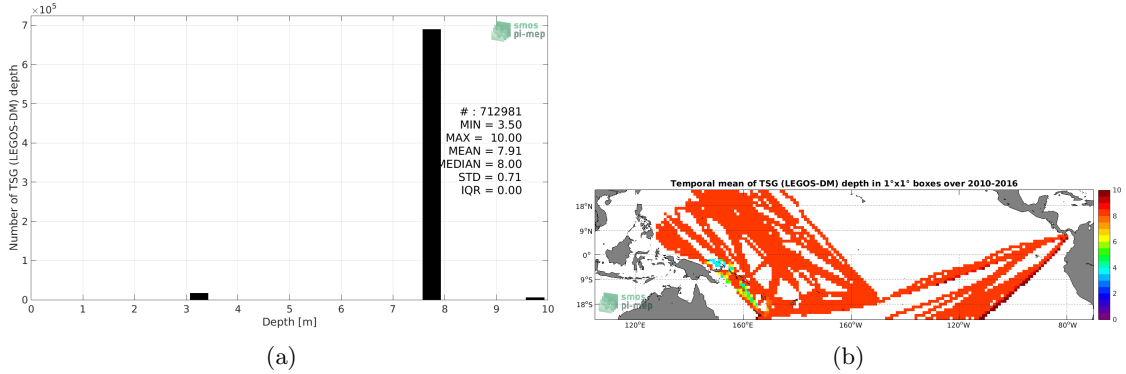 ×10⁵
7
6
5
4
3
2
1
0
Number of TSG (LEGOS-DM) depth
smos
pi-mep
# : 712981
MIN = 3.50
MAX = 10.00
MEAN = 7.91
MEDIAN = 8.00
STD = 0.71
IQR = 0.00
0 1 2 3 4 5 6 7 8 9 10
Depth [m]
(a)
Temporal mean of TSG (LEGOS-DM) depth in 1°x1° boxes over 2010-2016
18°N
9°N
0°
9°S
18°S
smos
pi-mep
120°E 160°E 160°W 120°W 80°W
10
8
6
4
2
0
(b)